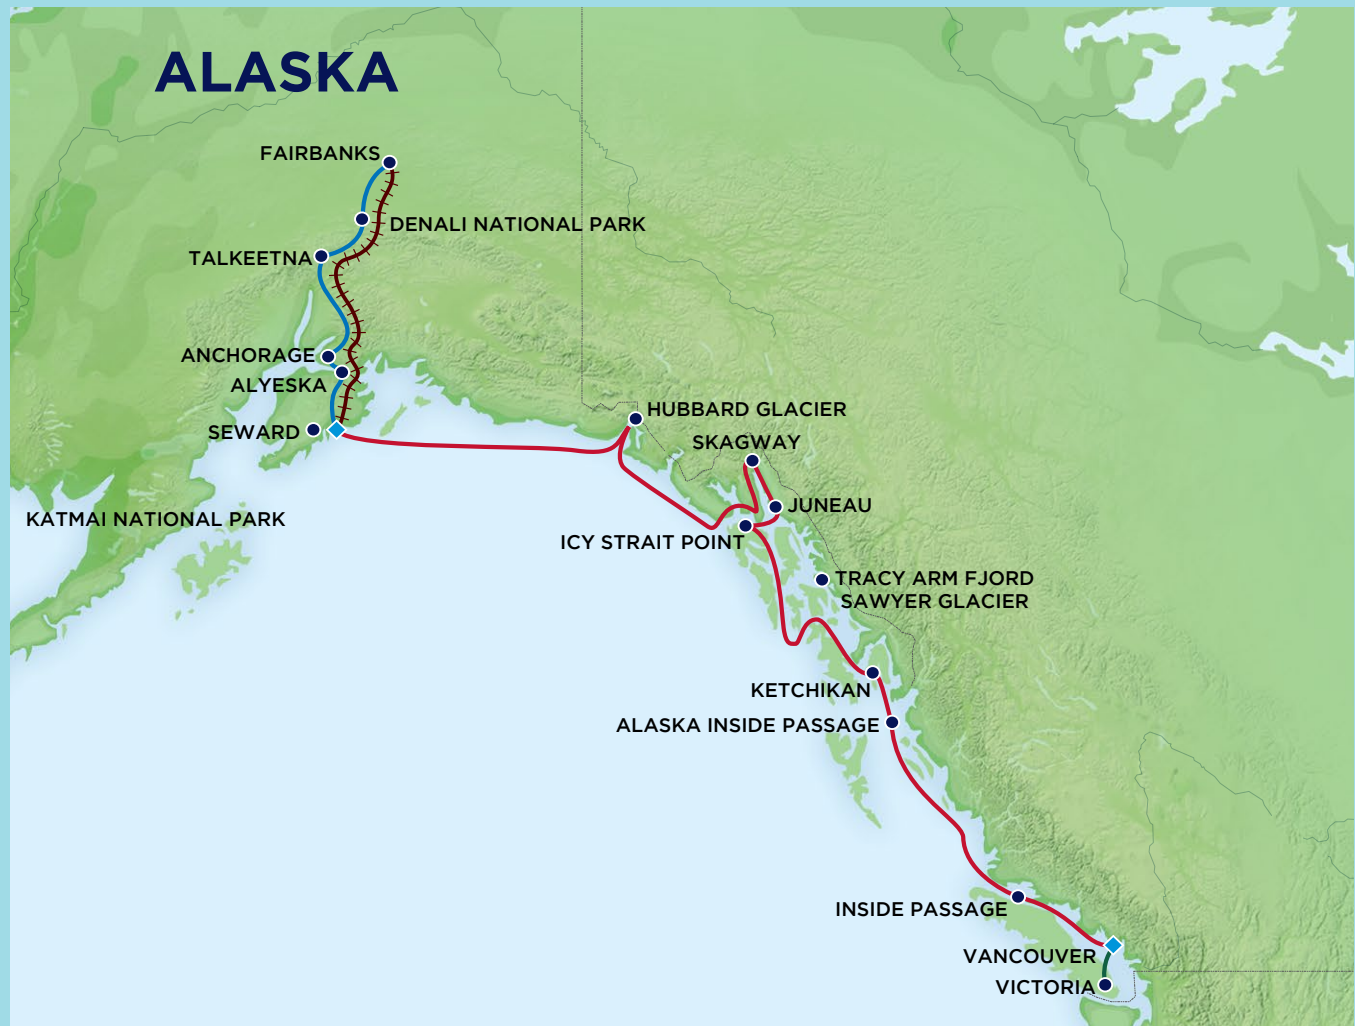 ALASKA
FAIRBANKS
DENALI NATIONAL PARK
TALKEETNA
ANCHORAGE
ALYESKA
HUBBARD GLACIER
SEWARD
SKAGWAY
JUNEAU
KATMAI NATIONAL PARK
ICY STRAIT POINT
TRACY ARM FJORD
SAWYER GLACIER
KETCHIKAN
ALASKA INSIDE PASSAGE
INSIDE PASSAGE
VANCOUVER
VICTORIA